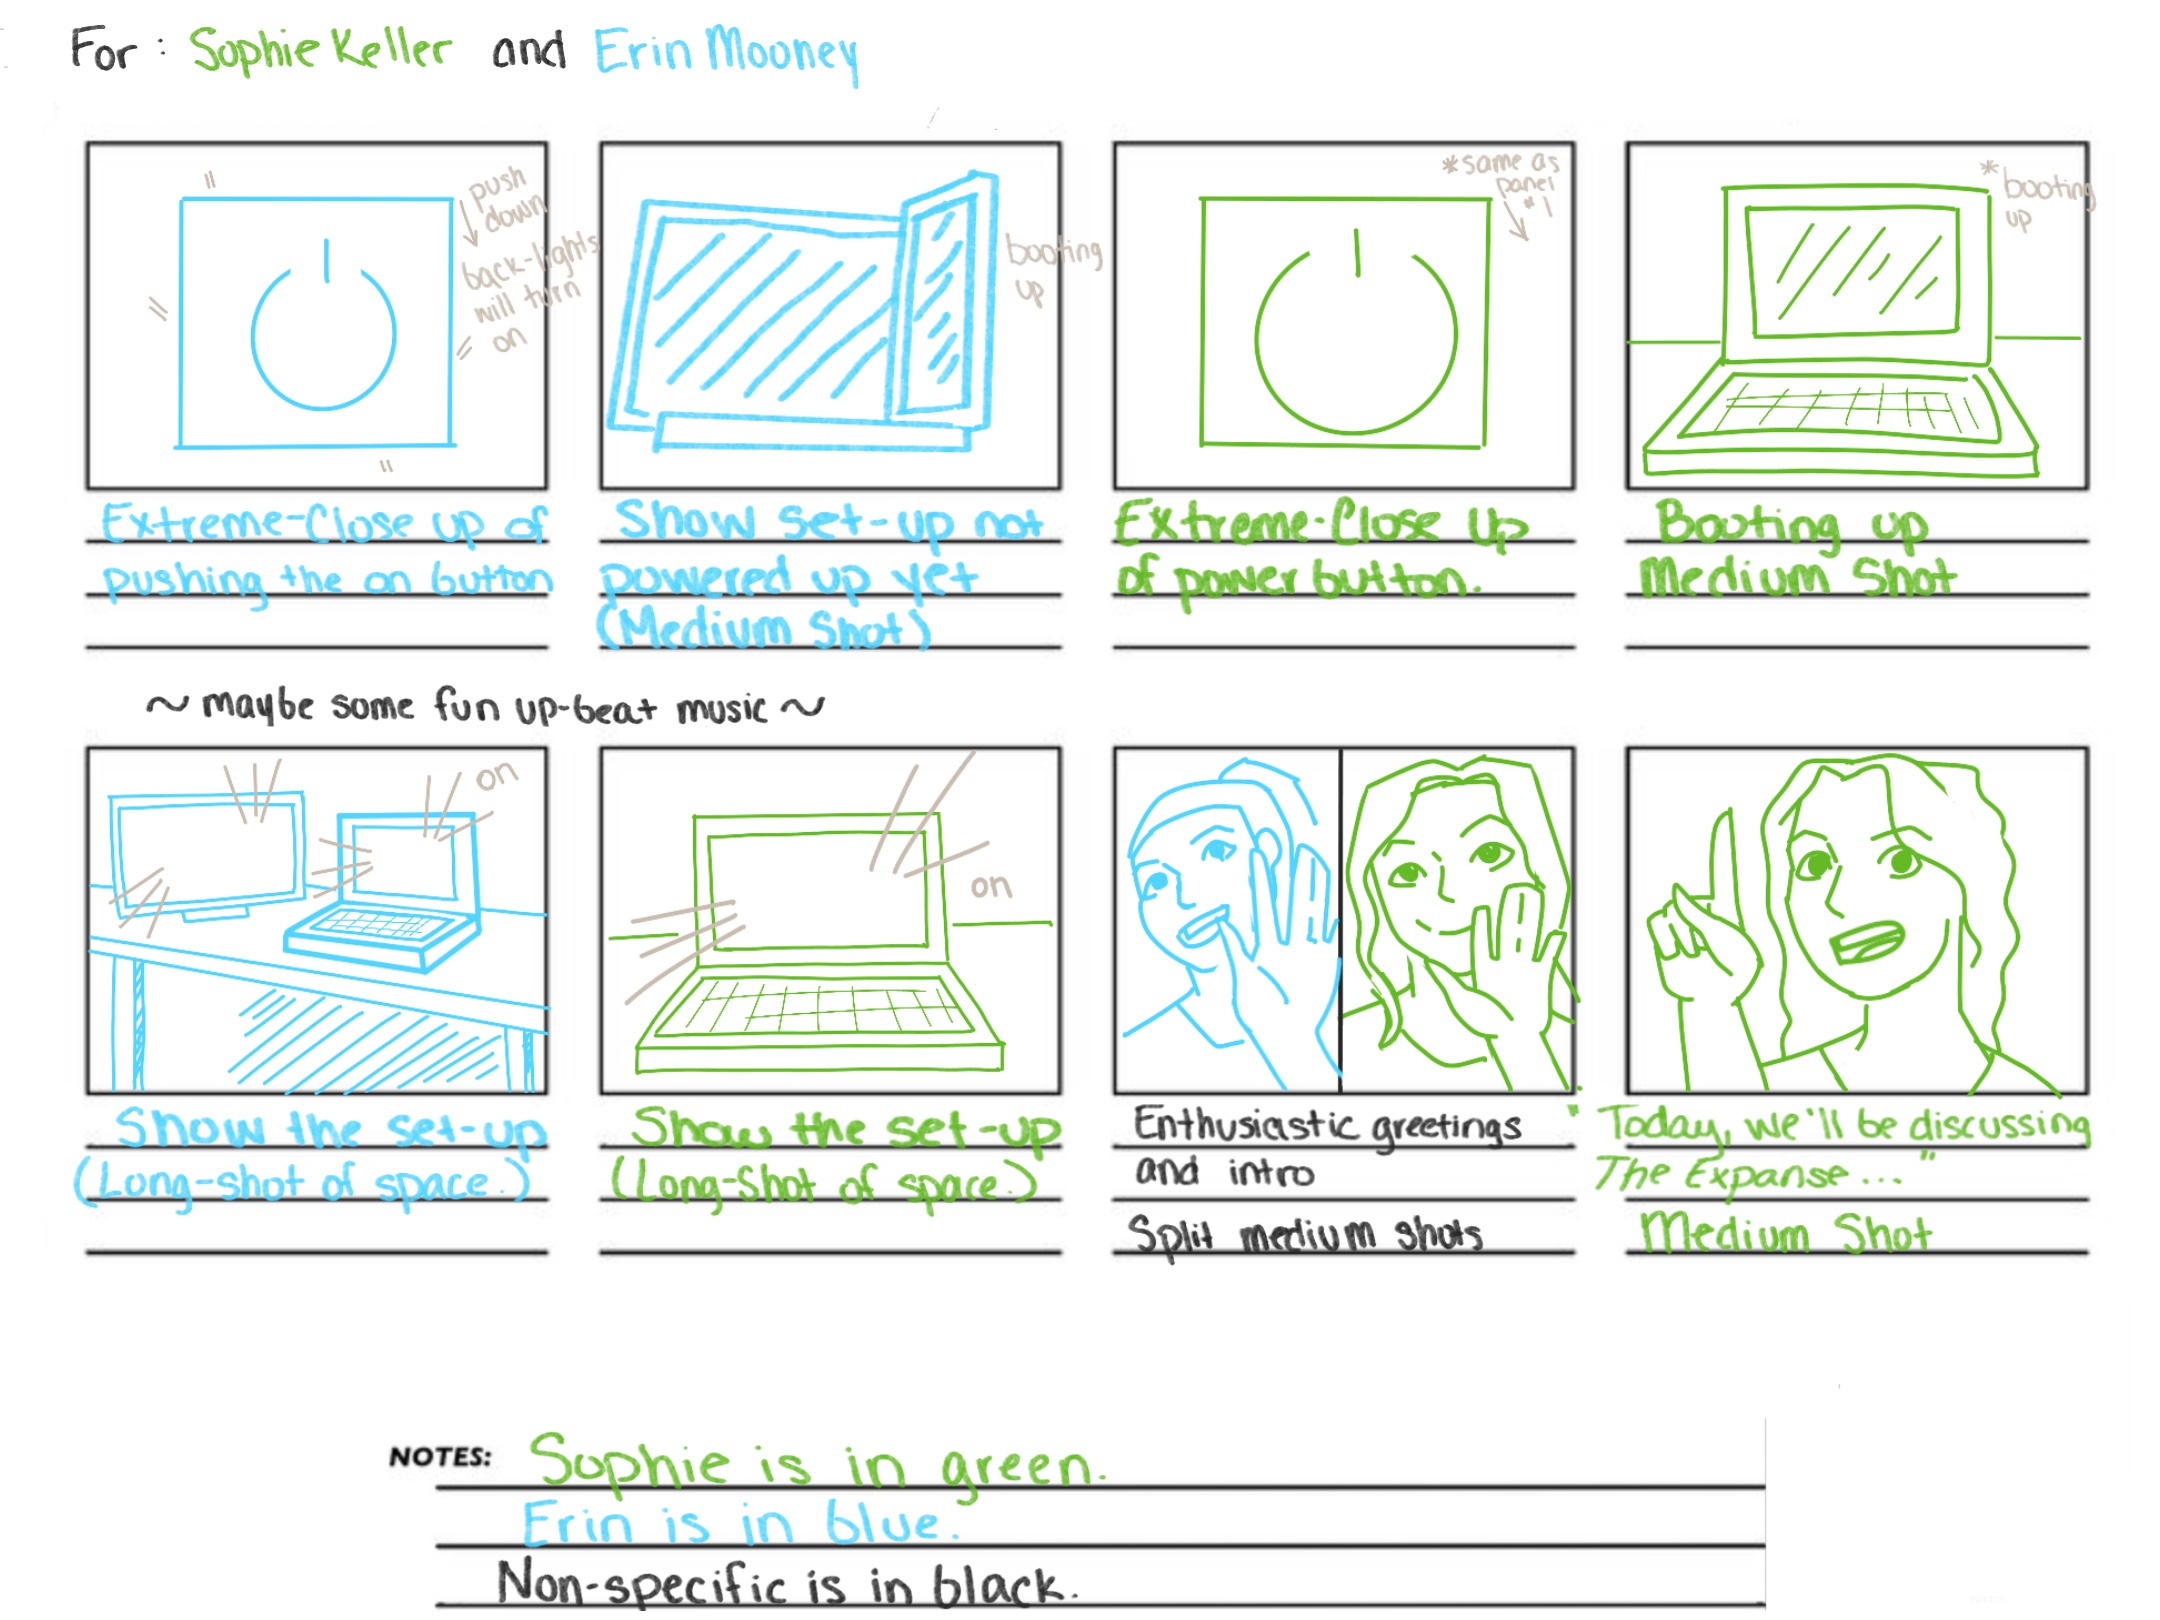 For : Sophie Keller and Erin Mooney
push
down
back-lights
will turn
on
booting
up
*same as
panel
#1
*booting
up
Extreme-Close up of
pushing the on button
Show set-up not
powered up yet
(Medium Shot)
Extreme-Close Up
of power button.
Booting up
Medium Shot
~ maybe some fun up-beat music ~
on
on
Show the set-up
(Long-shot of space.)
Show the set-up
(Long-Shot of space.)
Enthusiastic greetings
and intro
Split medium shots
"Today, we'll be discussing
The Expanse..."
Medium Shot
NOTES: Sophie is in green.
Erin is in blue.
Non-specific is in black.